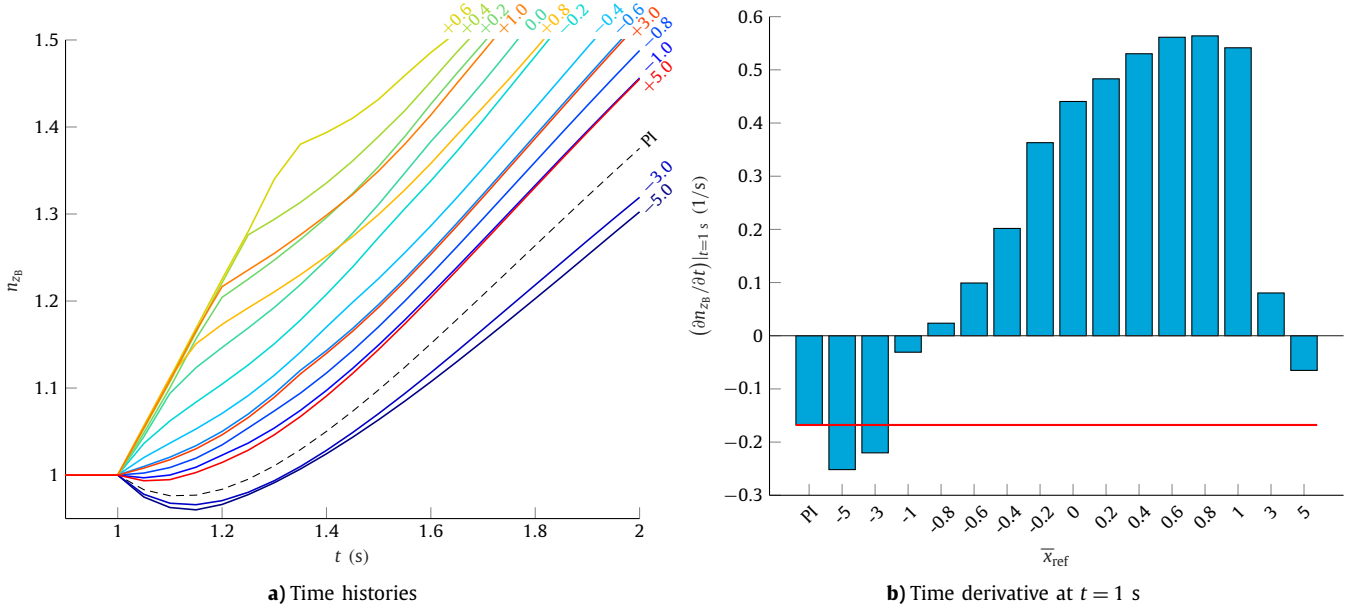 +0.6 +0.4 +0.2 +1.0 0.0 +0.8 −0.2 −0.4 −0.6 +3.0 −0.8
−1.0
+5.0
PI
−3.0
−5.0
1.5
1.4
1.3
1.2
1.1
1
n_{z_B}
1 1.2 1.4 1.6 1.8 2
t (s)
a) Time histories
0.6
0.5
0.4
0.3
0.2
0.1
0
−0.1
−0.2
−0.3
(∂n_{z_B}/∂t)|_{t=1 s} (1/s)
PI -5 -3 -1 -0.8 -0.6 -0.4 -0.2 0 0.2 0.4 0.6 0.8 1 3 5
x̅_{ref}
b) Time derivative at t = 1 s